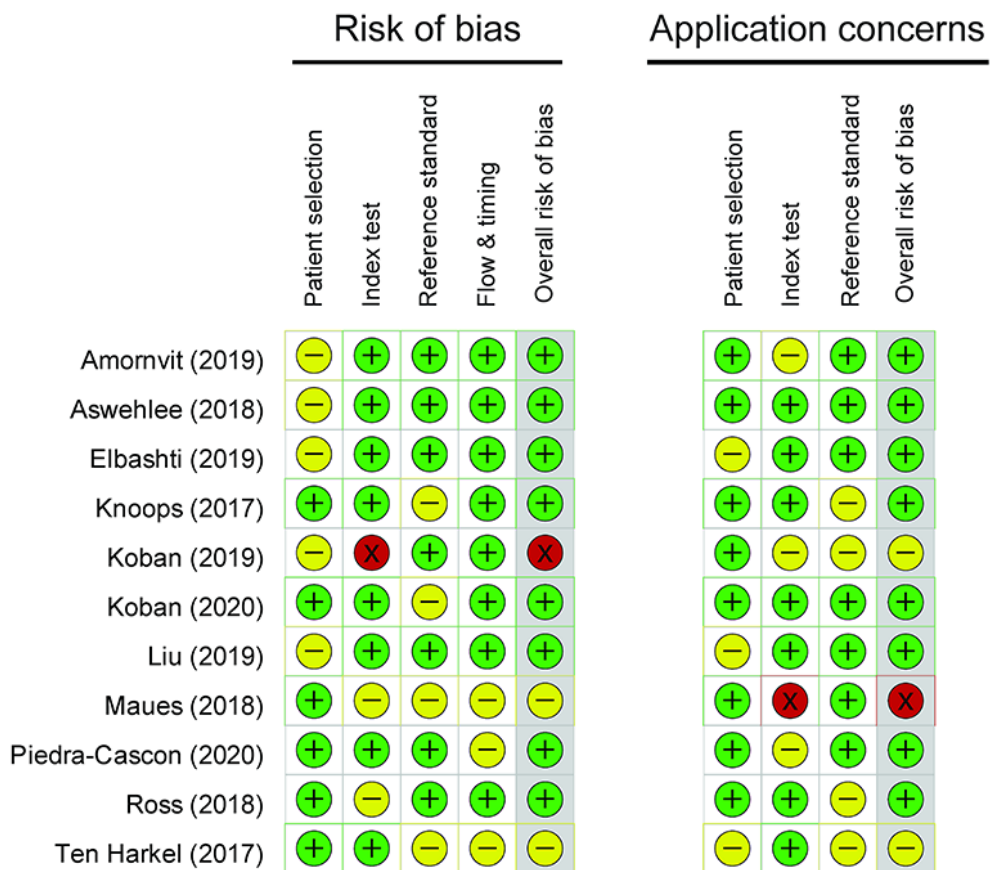 Risk of bias
Application concerns
Patient selection
Index test
Reference standard
Flow & timing
Overall risk of bias
Patient selection
Index test
Reference standard
Overall risk of bias
Amornvit (2019) − + + + + + − + +
Aswehlee (2018) − + + + + + + + +
Elbashti (2019) − + + + + − + + +
Knoops (2017) + + − + + + + − +
Koban (2019) − X + + X + − − −
Koban (2020) + + − + + + + + +
Liu (2019) − + + + + − + + +
Maues (2018) + − − − − + X + X
Piedra-Cascon (2020) + + + − + + − + +
Ross (2018) + − + + + + + − +
Ten Harkel (2017) + + − − − − + − −